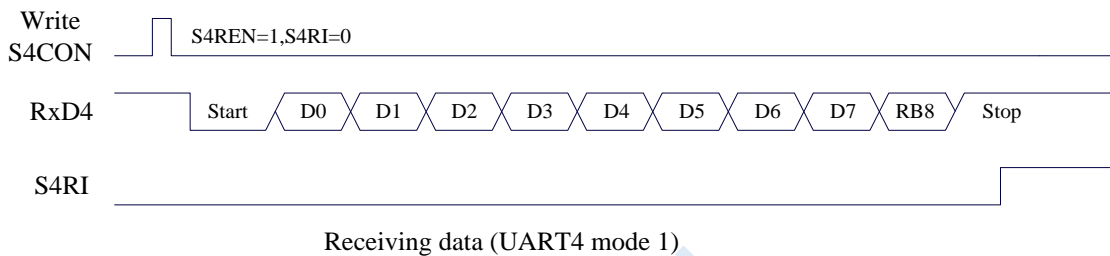 Write
S4CON
S4REN=1,S4RI=0
RxD4
Start D0 D1 D2 D3 D4 D5 D6 D7 RB8 Stop
S4RI
Receiving data (UART4 mode 1)